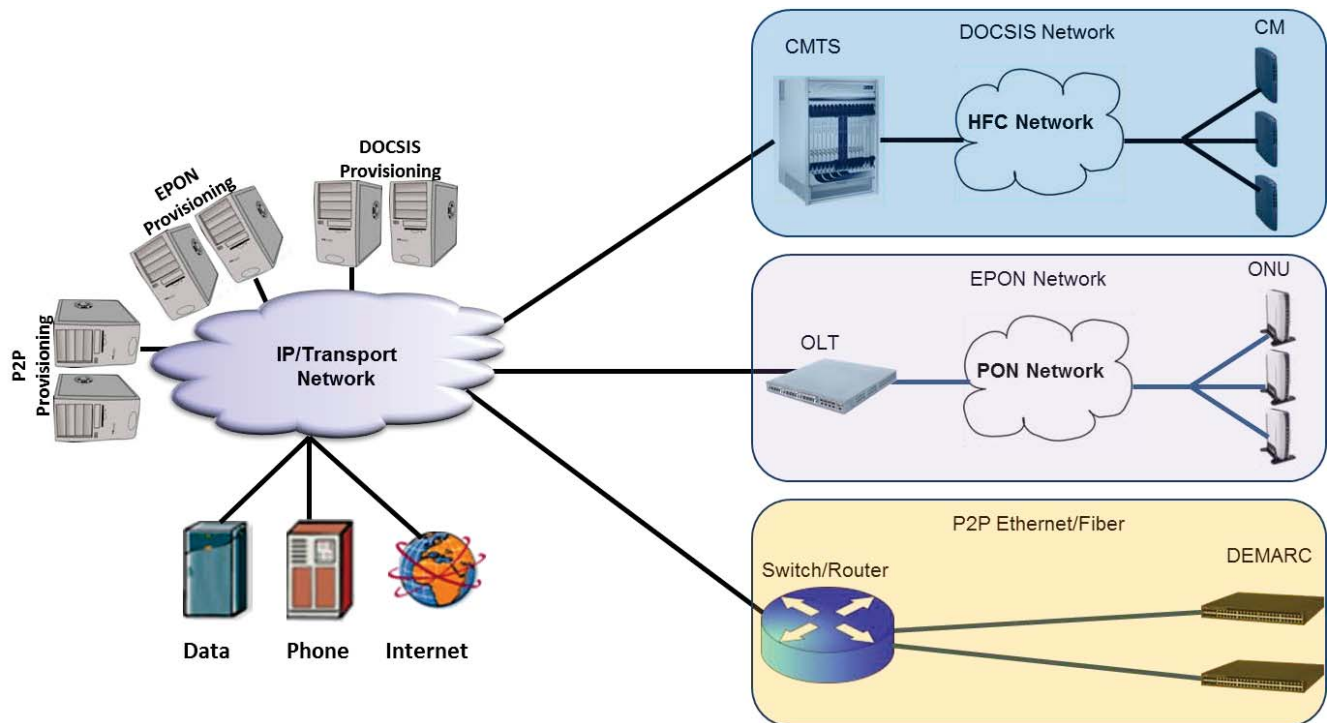 DOCSIS
Provisioning
EPON
Provisioning
P2P
Provisioning
IP/Transport
Network
Data
Phone
Internet
DOCSIS Network
CMTS
CM
HFC Network
EPON Network
ONU
OLT
PON Network
P2P Ethernet/Fiber
Switch/Router
DEMARC